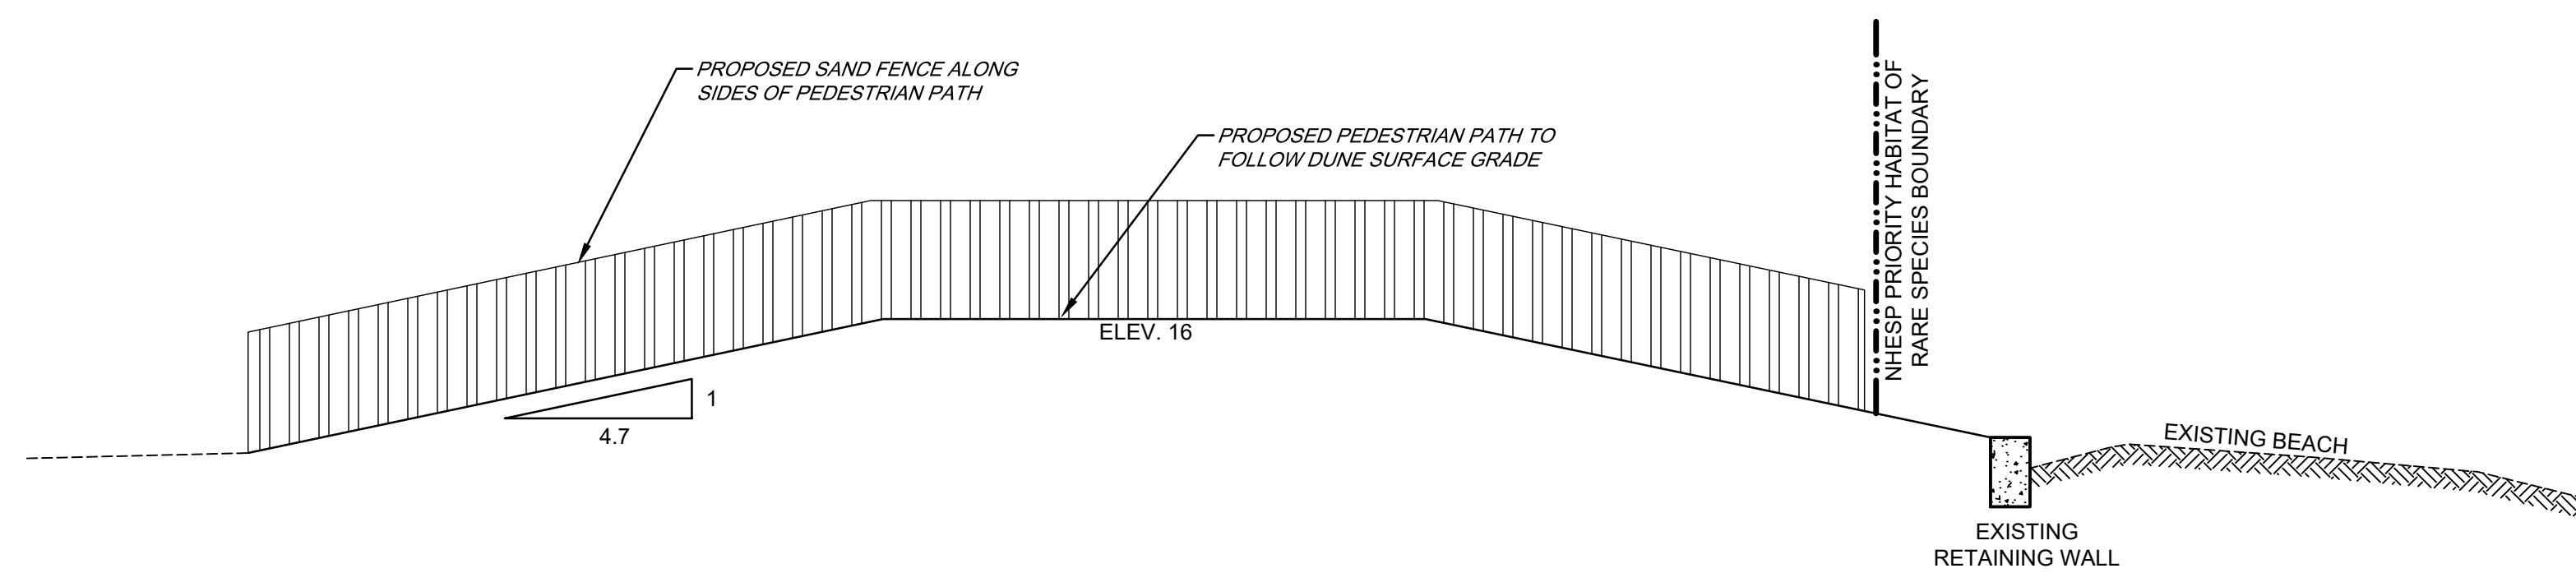 PROPOSED SAND FENCE ALONG
SIDES OF PEDESTRIAN PATH
PROPOSED PEDESTRIAN PATH TO
FOLLOW DUNE SURFACE GRADE
NHESP PRIORITY HABITAT OF
RARE SPECIES BOUNDARY
ELEV. 16
1
4.7
EXISTING BEACH
EXISTING
RETAINING WALL